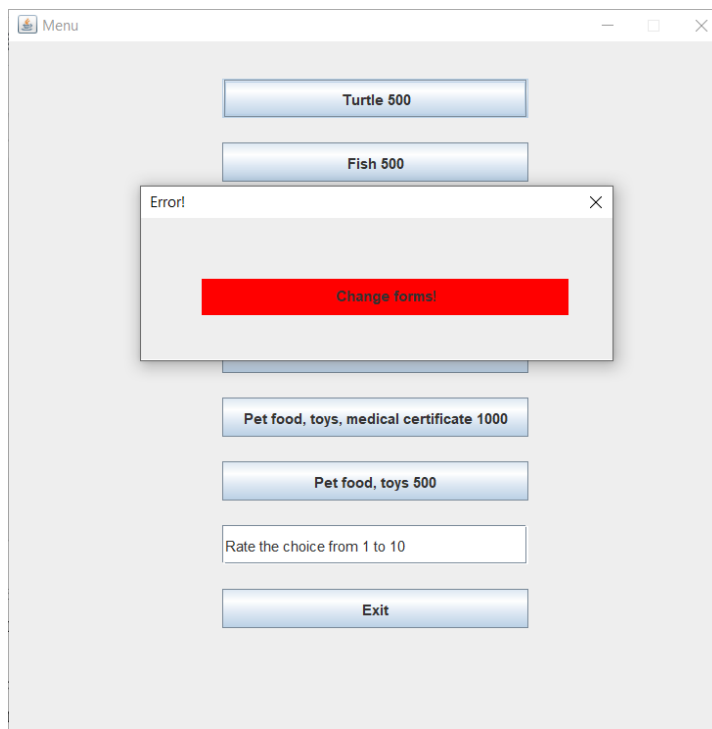 Menu
Turtle 500
Fish 500
Error!
Change forms!
Pet food, toys, medical certificate 1000
Pet food, toys 500
Rate the choice from 1 to 10
Exit